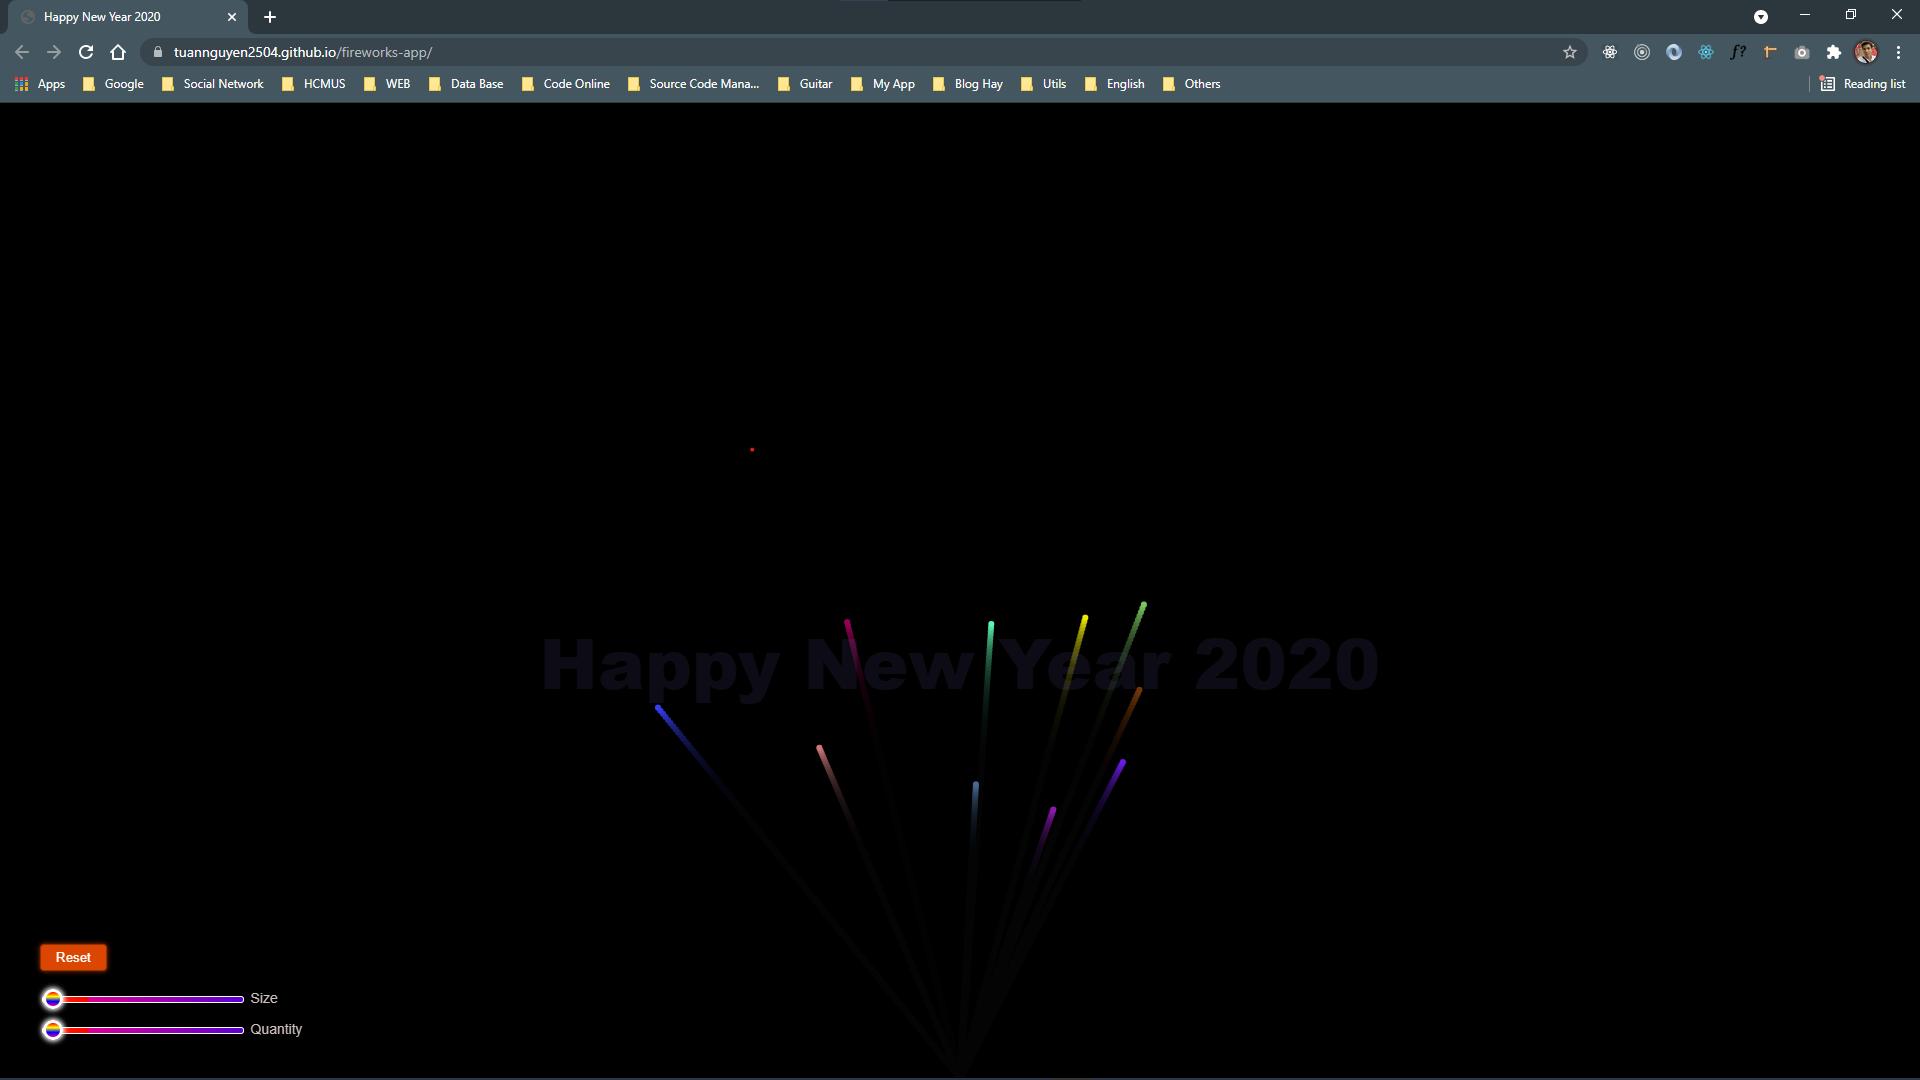 Happy New Year 2020
tuannguyen2504.github.io/fireworks-app/
f?
Apps Google Social Network HCMUS WEB Data Base Code Online Source Code Mana... Guitar My App Blog Hay Utils English Others Reading list
Happy New Year 2020
Reset
Size
Quantity